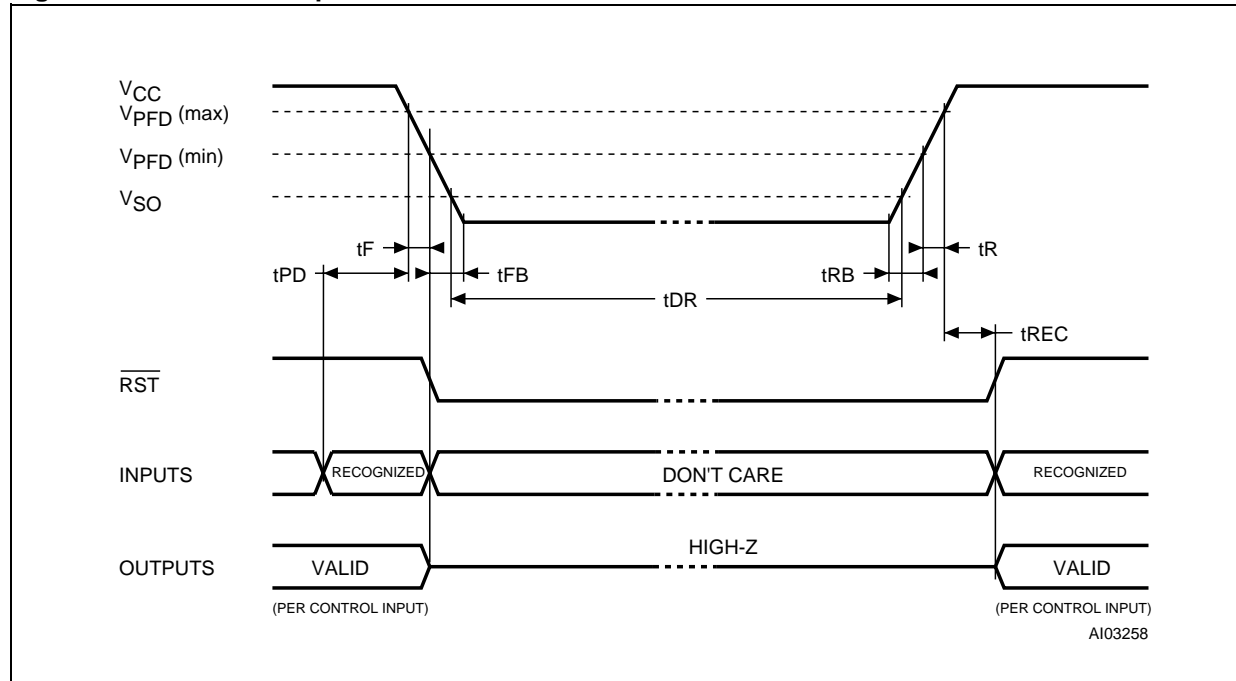 VCC
VPFD (max)
VPFD (min)
VSO
tF
tR
tPD
tFB
tRB
tDR
tREC
RST
INPUTS
RECOGNIZED
DON'T CARE
RECOGNIZED
HIGH-Z
OUTPUTS
VALID
VALID
(PER CONTROL INPUT)
(PER CONTROL INPUT)
AI03258